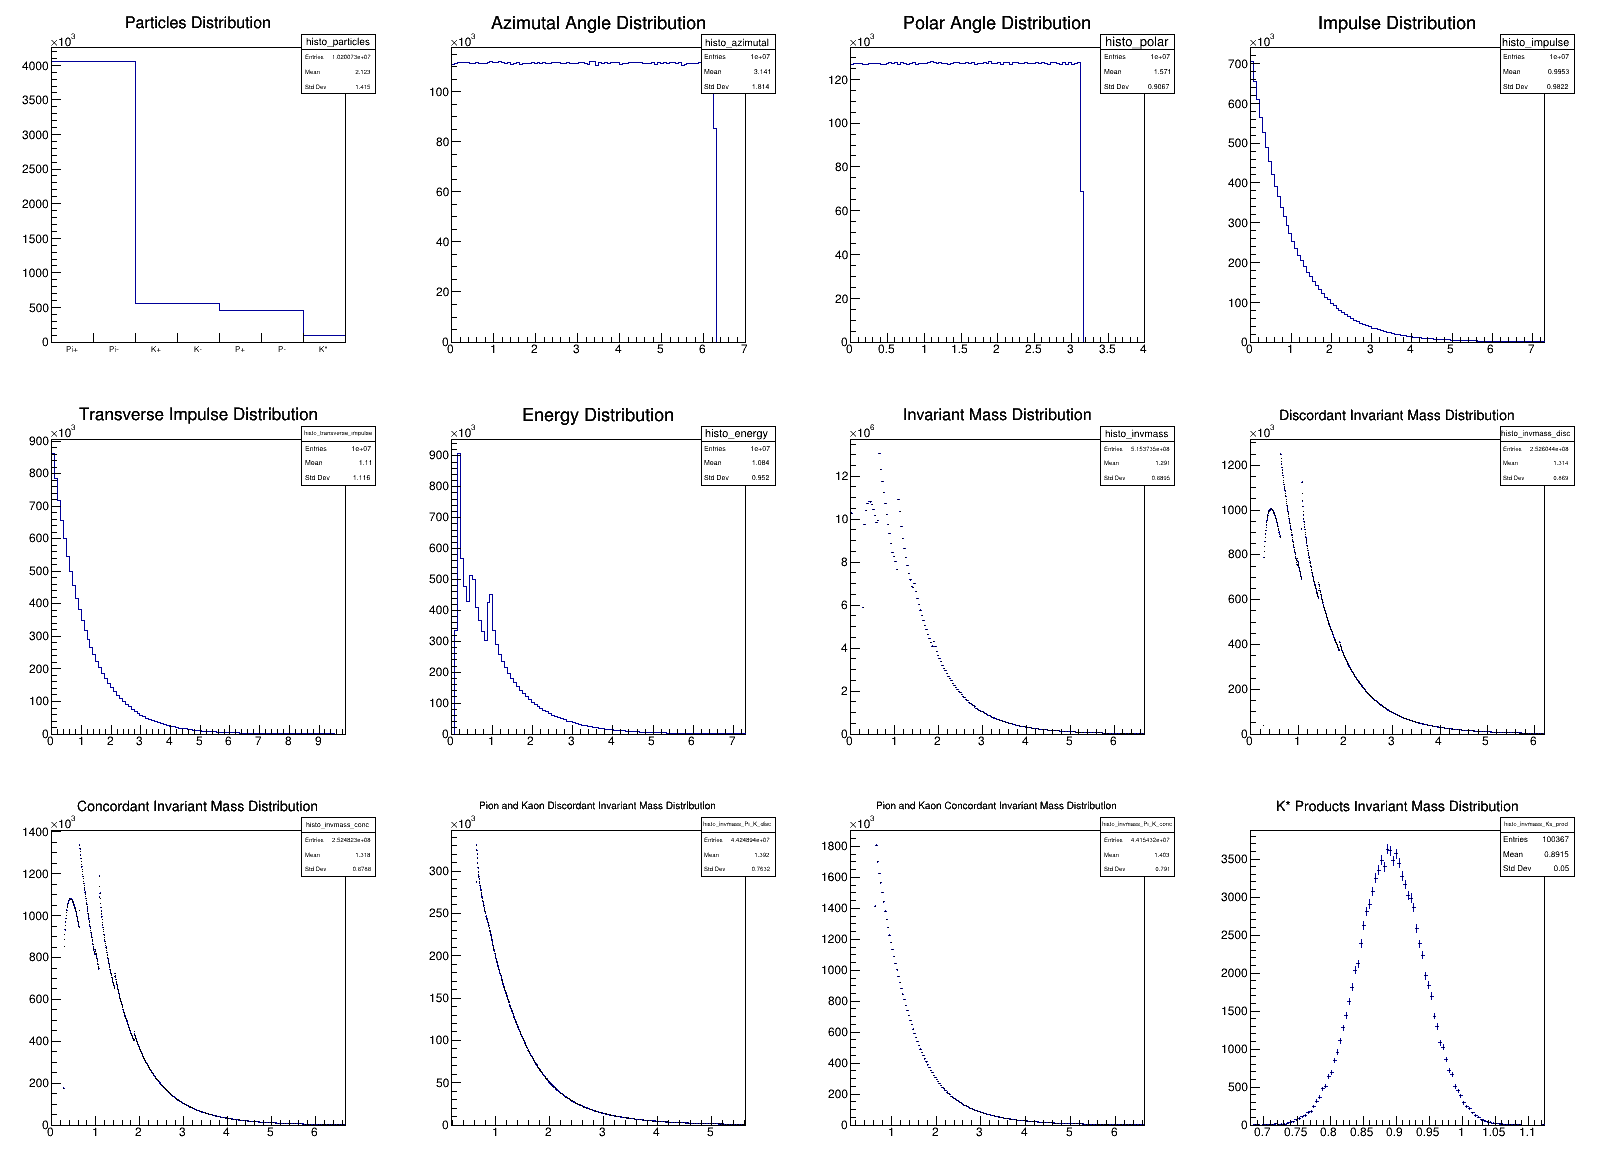 Particles Distribution
×10³
histo_particles
Entries 1.020073e+07
Mean 2.123
Std Dev 1.415
4000
3500
3000
2500
2000
1500
1000
500
0
Pi+ Pi- K+ K- P+ P- K*
Azimutal Angle Distribution
×10³
histo_azimutal
Entries 1e+07
Mean 3.141
Std Dev 1.814
100
80
60
40
20
0
0 1 2 3 4 5 6 7
Polar Angle Distribution
×10³
histo_polar
Entries 1e+07
Mean 1.571
Std Dev 0.9067
120
100
80
60
40
20
0
0 0.5 1 1.5 2 2.5 3 3.5 4
Impulse Distribution
×10³
histo_impulse
Entries 1e+07
Mean 0.9953
Std Dev 0.9822
700
600
500
400
300
200
100
0
0 1 2 3 4 5 6 7
Transverse Impulse Distribution
×10³
histo_transverse_impulse
Entries 1e+07
Mean 1.11
Std Dev 1.116
900
800
700
600
500
400
300
200
100
0
0 1 2 3 4 5 6 7 8 9
Energy Distribution
×10³
histo_energy
Entries 1e+07
Mean 1.084
Std Dev 0.952
900
800
700
600
500
400
300
200
100
0
0 1 2 3 4 5 6 7
Invariant Mass Distribution
×10⁶
histo_invmass
Entries 5.153735e+08
Mean 1.291
Std Dev 0.6895
12
10
8
6
4
2
0
0 1 2 3 4 5 6
Discordant Invariant Mass Distribution
×10³
histo_invmass_disc
Entries 2.526044e+08
Mean 1.314
Std Dev 0.669
1200
1000
800
600
400
200
0
0 1 2 3 4 5 6
Concordant Invariant Mass Distribution
histo_invmass_conc
Entries 2.524823e+08
Mean 1.318
Std Dev 0.6788
1400
1200
1000
800
600
400
200
0
0 1 2 3 4 5 6
×10³
Pion and Kaon Discordant Invariant Mass Distribution
×10³
histo_invmass_Pi_K_disc
Entries 4.424894e+07
Mean 1.392
Std Dev 0.7632
300
250
200
150
100
50
0
1 2 3 4 5
Pion and Kaon Concordant Invariant Mass Distribution
×10³
histo_invmass_Pi_K_conc
Entries 4.415432e+07
Mean 1.403
Std Dev 0.791
1800
1600
1400
1200
1000
800
600
400
200
0
1 2 3 4 5 6
K* Products Invariant Mass Distribution
histo_invmass_Ks_prod
Entries 100367
Mean 0.8915
Std Dev 0.05
3500
3000
2500
2000
1500
1000
500
0
0.7 0.75 0.8 0.85 0.9 0.95 1 1.05 1.1